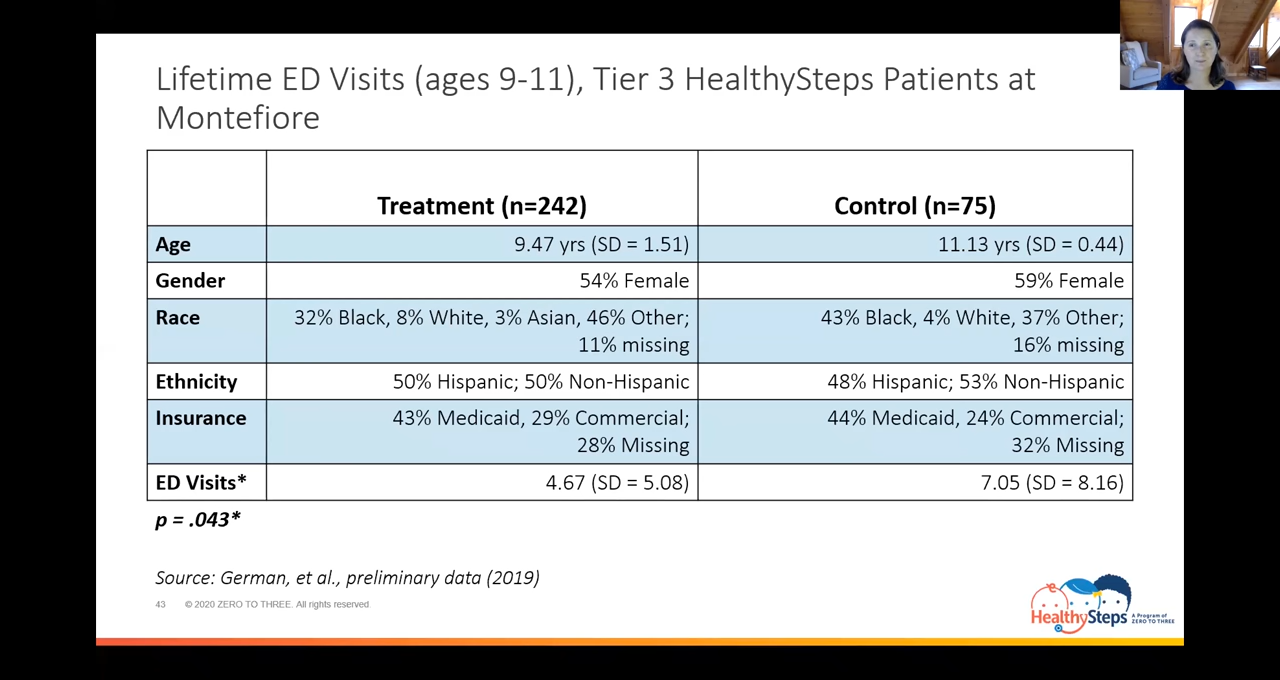 Lifetime ED Visits (ages 9-11), Tier 3 HealthySteps Patients at
Montefiore
Treatment (n=242)
Control (n=75)
Age
9.47 yrs (SD = 1.51)
11.13 yrs (SD = 0.44)
Gender
54% Female
59% Female
Race
32% Black, 8% White, 3% Asian, 46% Other;
11% missing
43% Black, 4% White, 37% Other;
16% missing
Ethnicity
50% Hispanic; 50% Non-Hispanic
48% Hispanic; 53% Non-Hispanic
Insurance
43% Medicaid, 29% Commercial;
28% Missing
44% Medicaid, 24% Commercial;
32% Missing
ED Visits*
4.67 (SD = 5.08)
7.05 (SD = 8.16)
p = .043*
Source: German, et al., preliminary data (2019)
43
© 2020 ZERO TO THREE. All rights reserved.
HealthySteps
A Program of
ZERO TO THREE